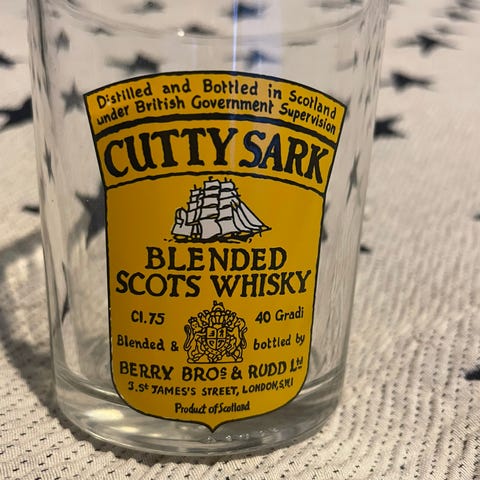 Distilled and Bottled in Scotland
under British Government Supervision
CUTTY SARK
BLENDED
SCOTS WHISKY
Cl.75 40 Gradi
Blended & bottled by
BERRY BROS & RUDD Ltd
3.St JAMES'S STREET, LONDON,S.W.1
Product of Scotland